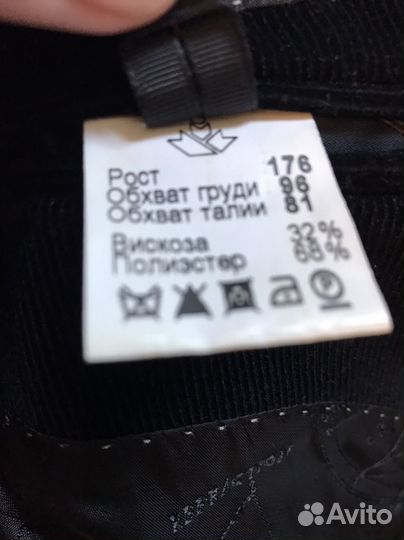 Рост 176
Обхват груди 96
Обхват талии 81
Вискоза 32%
Полиэстер 68%
P
Avito